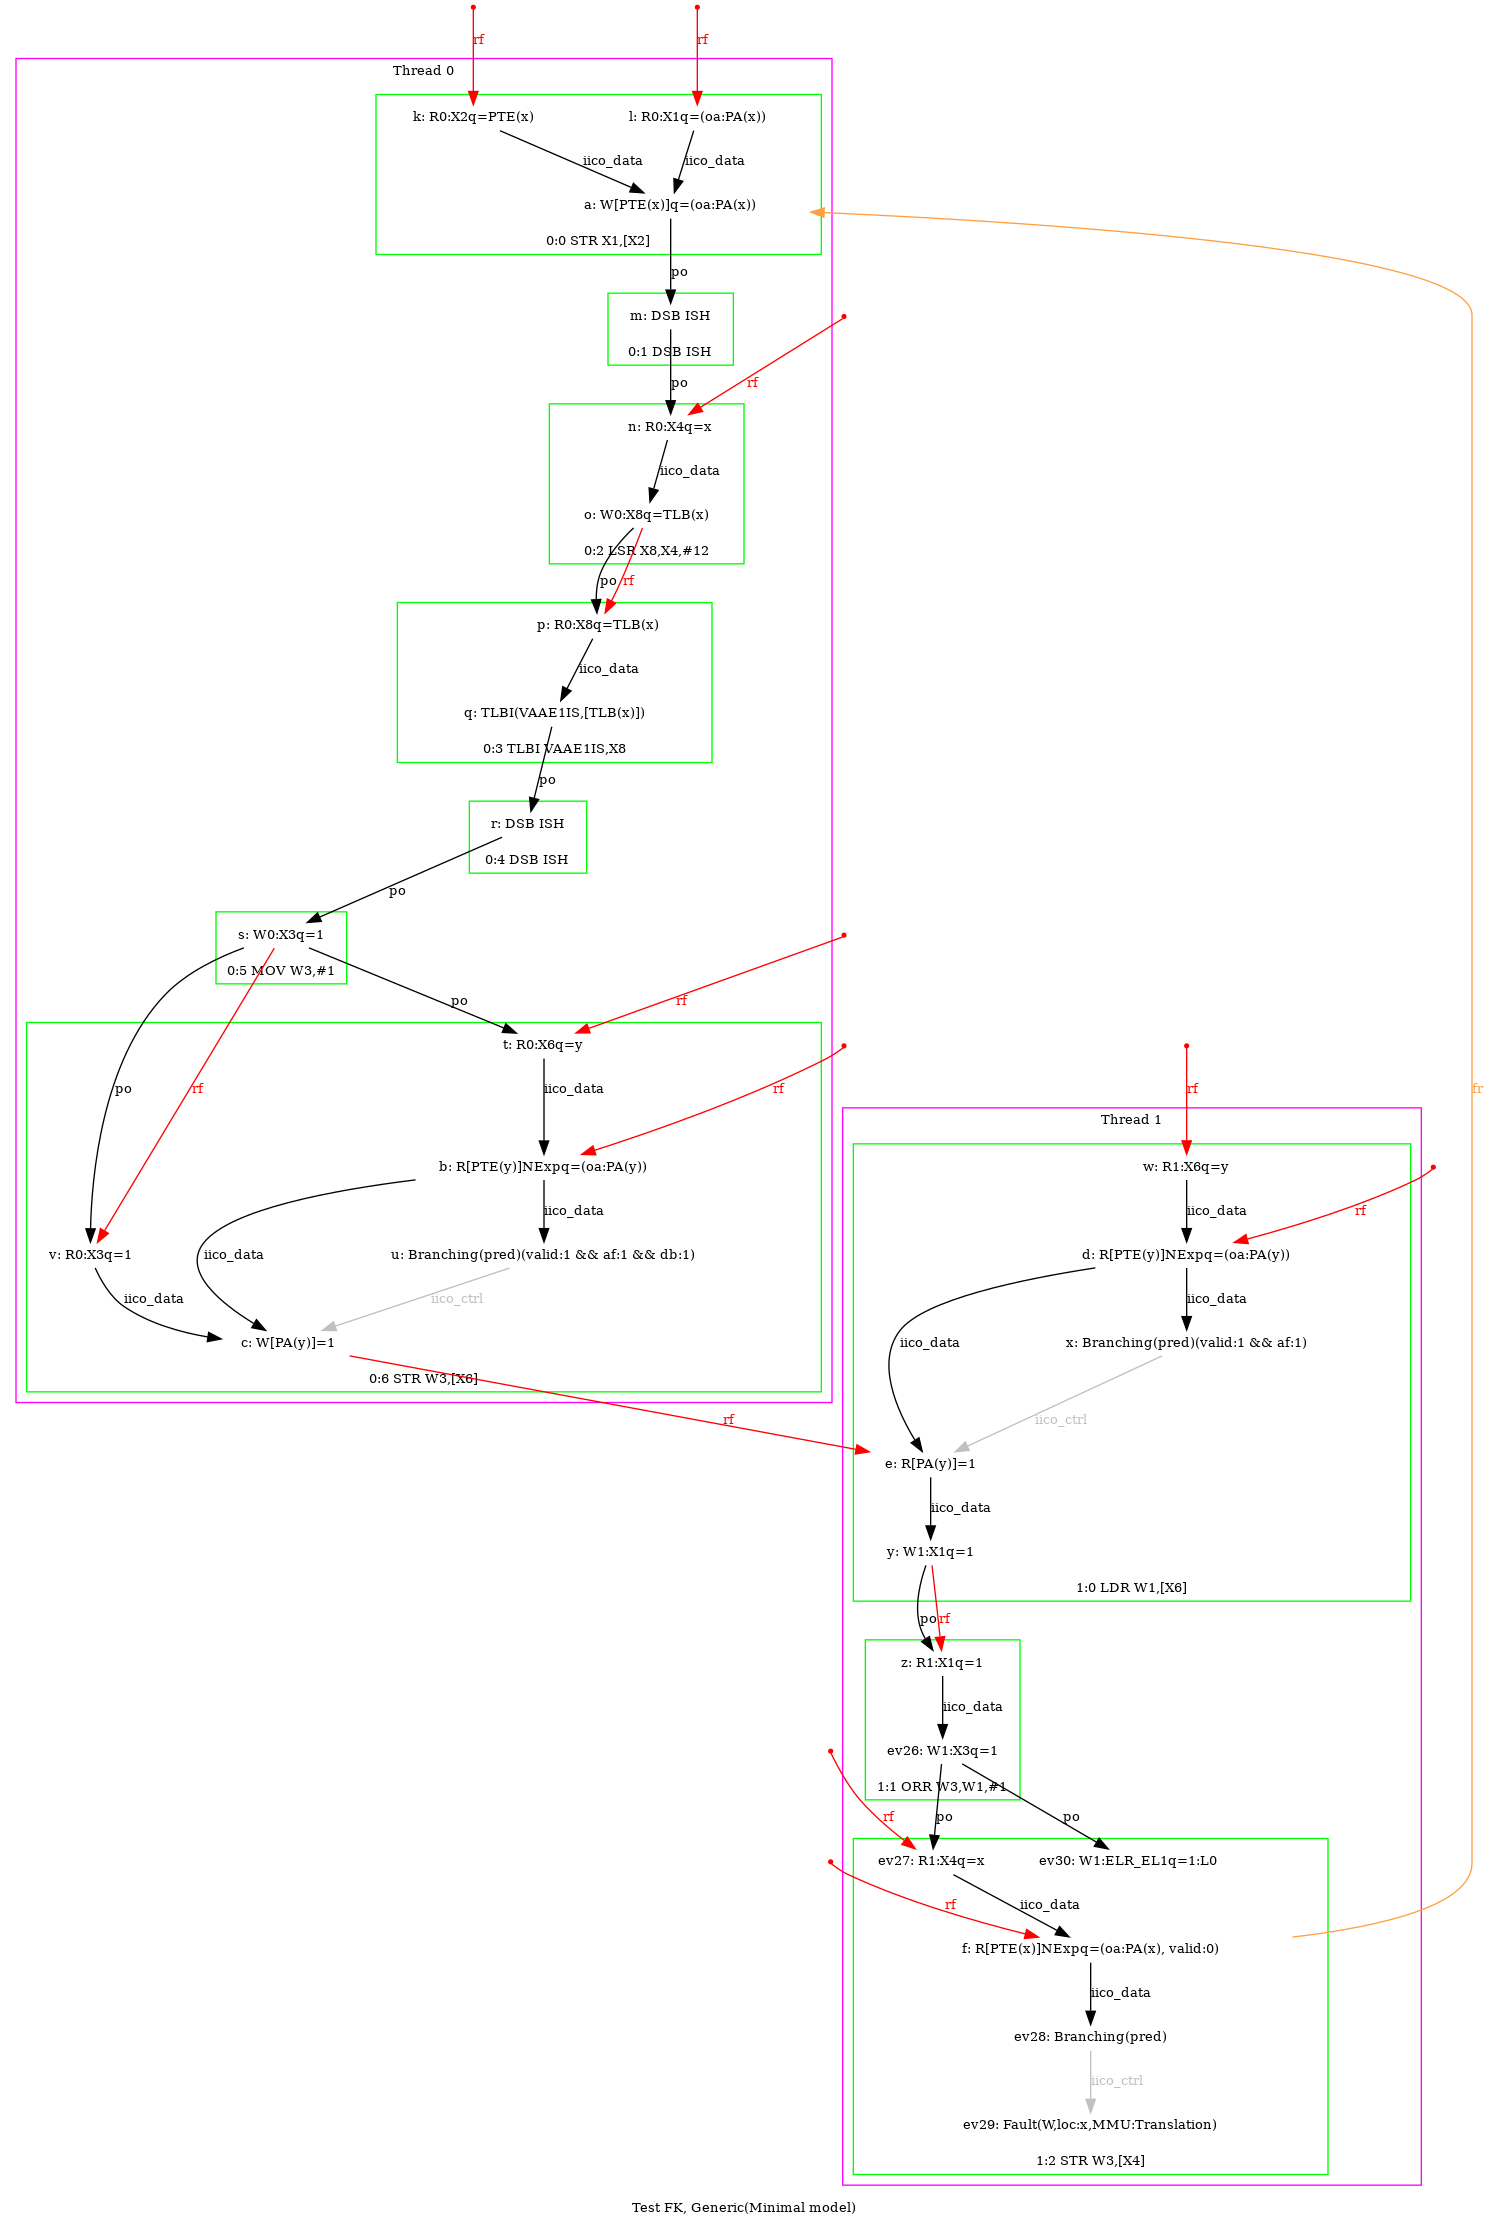 rf
rf
Thread 0
k: R0:X2q=PTE(x)
l: R0:X1q=(oa:PA(x))
iico_data
iico_data
a: W[PTE(x)]q=(oa:PA(x))
0:0 STR X1,[X2]
po
m: DSB ISH
0:1 DSB ISH
po
rf
n: R0:X4q=x
iico_data
o: W0:X8q=TLB(x)
0:2 LSR X8,X4,#12
po
rf
p: R0:X8q=TLB(x)
iico_data
q: TLBI(VAAE1IS,[TLB(x)])
0:3 TLBI VAAE1IS,X8
po
r: DSB ISH
0:4 DSB ISH
po
s: W0:X3q=1
0:5 MOV W3,#1
po
rf
t: R0:X6q=y
po
rf
iico_data
rf
rf
fr
Thread 1
b: R[PTE(y)]NExpq=(oa:PA(y))
w: R1:X6q=y
iico_data
iico_data
rf
v: R0:X3q=1
iico_data
u: Branching(pred)(valid:1 && af:1 && db:1)
d: R[PTE(y)]NExpq=(oa:PA(y))
iico_data
iico_ctrl
iico_data
c: W[PA(y)]=1
iico_data
x: Branching(pred)(valid:1 && af:1)
0:6 STR W3,[X6]
rf
iico_ctrl
e: R[PA(y)]=1
iico_data
y: W1:X1q=1
1:0 LDR W1,[X6]
po
rf
z: R1:X1q=1
iico_data
ev26: W1:X3q=1
1:1 ORR W3,W1,#1
rf
po
po
ev27: R1:X4q=x
ev30: W1:ELR_EL1q=1:L0
rf
iico_data
f: R[PTE(x)]NExpq=(oa:PA(x), valid:0)
iico_data
ev28: Branching(pred)
iico_ctrl
ev29: Fault(W,loc:x,MMU:Translation)
1:2 STR W3,[X4]
Test FK, Generic(Minimal model)